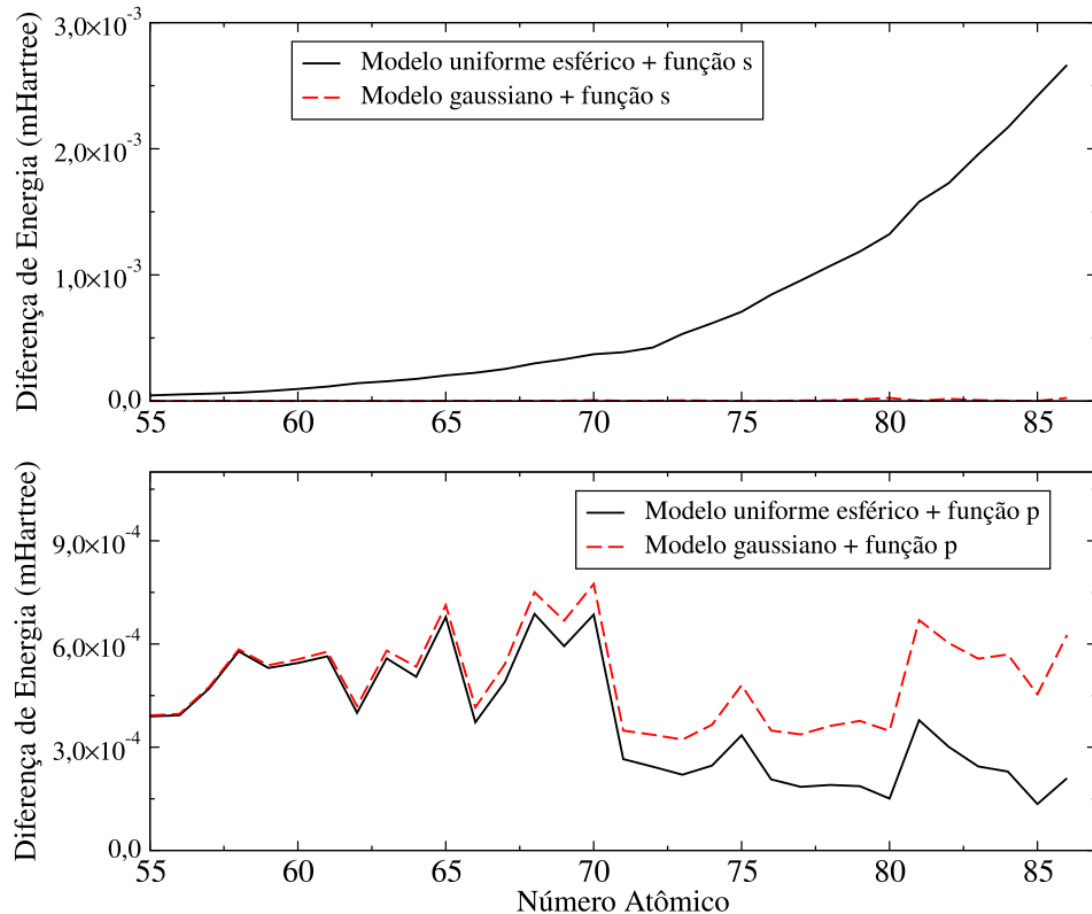 Diferença de Energia (mHartree)
3,0×10⁻³
2,0×10⁻³
1,0×10⁻³
0,0
Modelo uniforme esférico + função s
Modelo gaussiano + função s
55 60 65 70 75 80 85
Diferença de Energia (mHartree)
9,0×10⁻⁴
6,0×10⁻⁴
3,0×10⁻⁴
0,0
Modelo uniforme esférico + função p
Modelo gaussiano + função p
55 60 65 70 75 80 85
Número Atômico